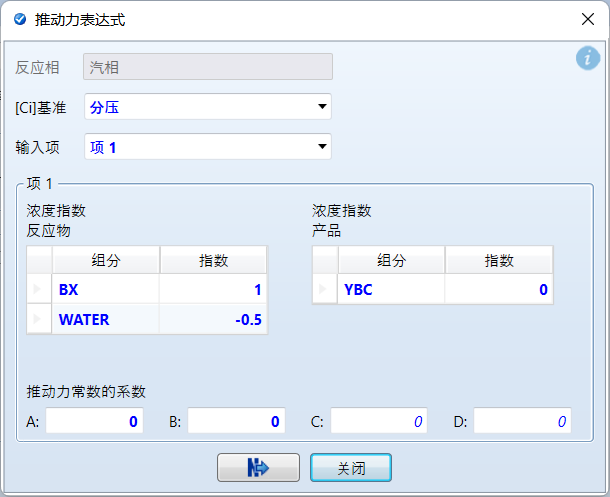 推动力表达式
反应相 汽相
[Ci]基准 分压
输入项 项 1
项 1
浓度指数
反应物
组分 指数
BX 1
WATER -0.5
浓度指数
产品
组分 指数
YBC 0
推动力常数的系数
A: 0 B: 0 C: 0 D: 0
关闭